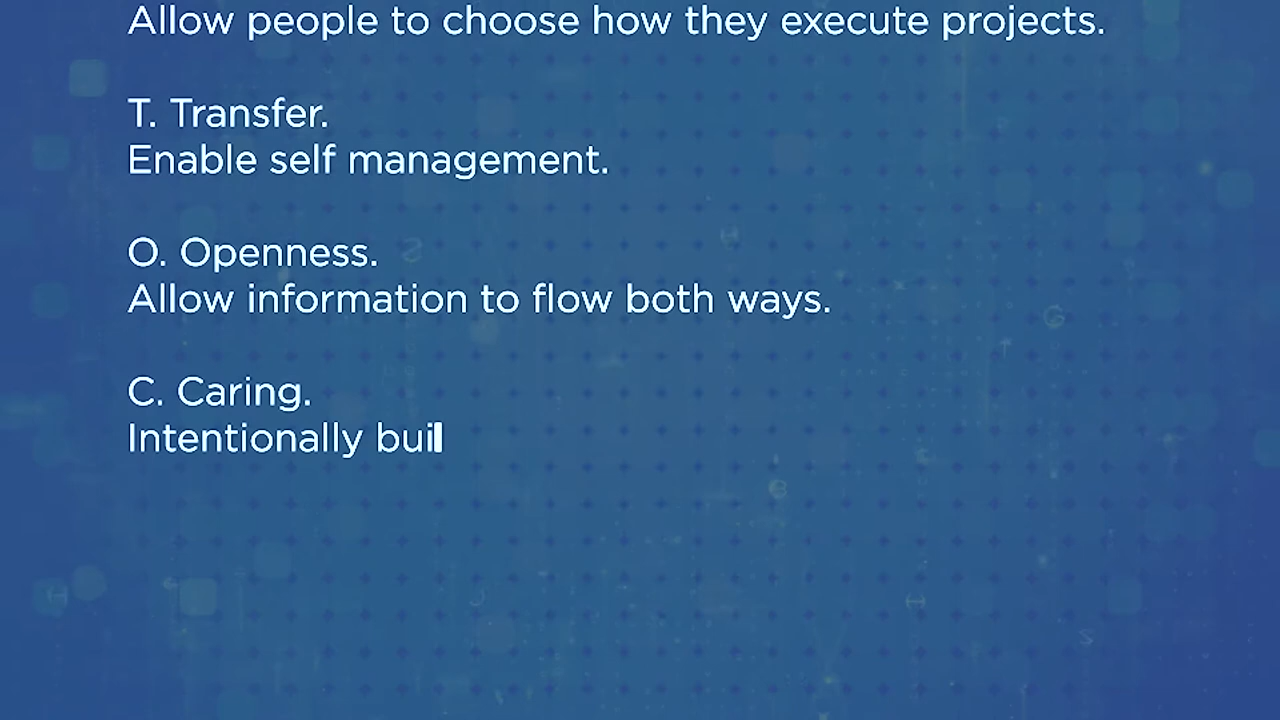 Allow people to choose how they execute projects.
T. Transfer.
Enable self management.
O. Openness.
Allow information to flow both ways.
C. Caring.
Intentionally buil